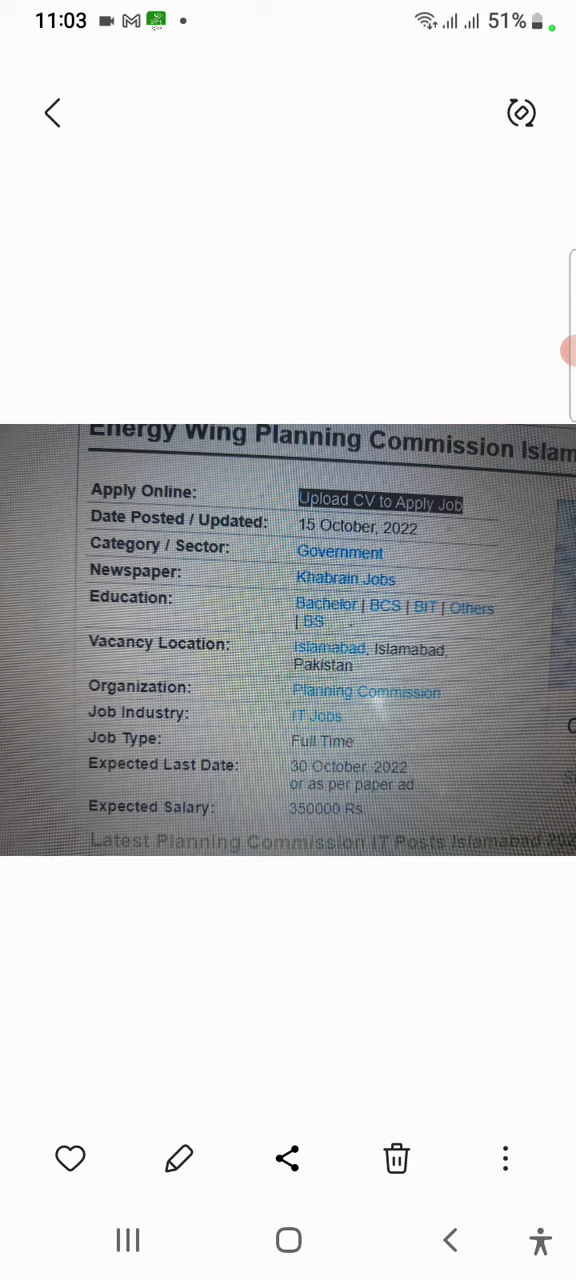 11:03
51%
Energy Wing Planning Commission Islam
Apply Online: Upload CV to Apply Job
Date Posted / Updated: 15 October, 2022
Category / Sector: Government
Newspaper: Khabrain Jobs
Education: Bachelor | BCS | BIT | Others
| BS
Vacancy Location: Islamabad, Islamabad,
Pakistan
Organization: Planning Commission
Job Industry: IT Jobs
Job Type: Full Time
Expected Last Date: 30 October, 2022
or as per paper ad
Expected Salary: 350000 Rs.
Latest Planning Commission IT Posts Islamabad 202